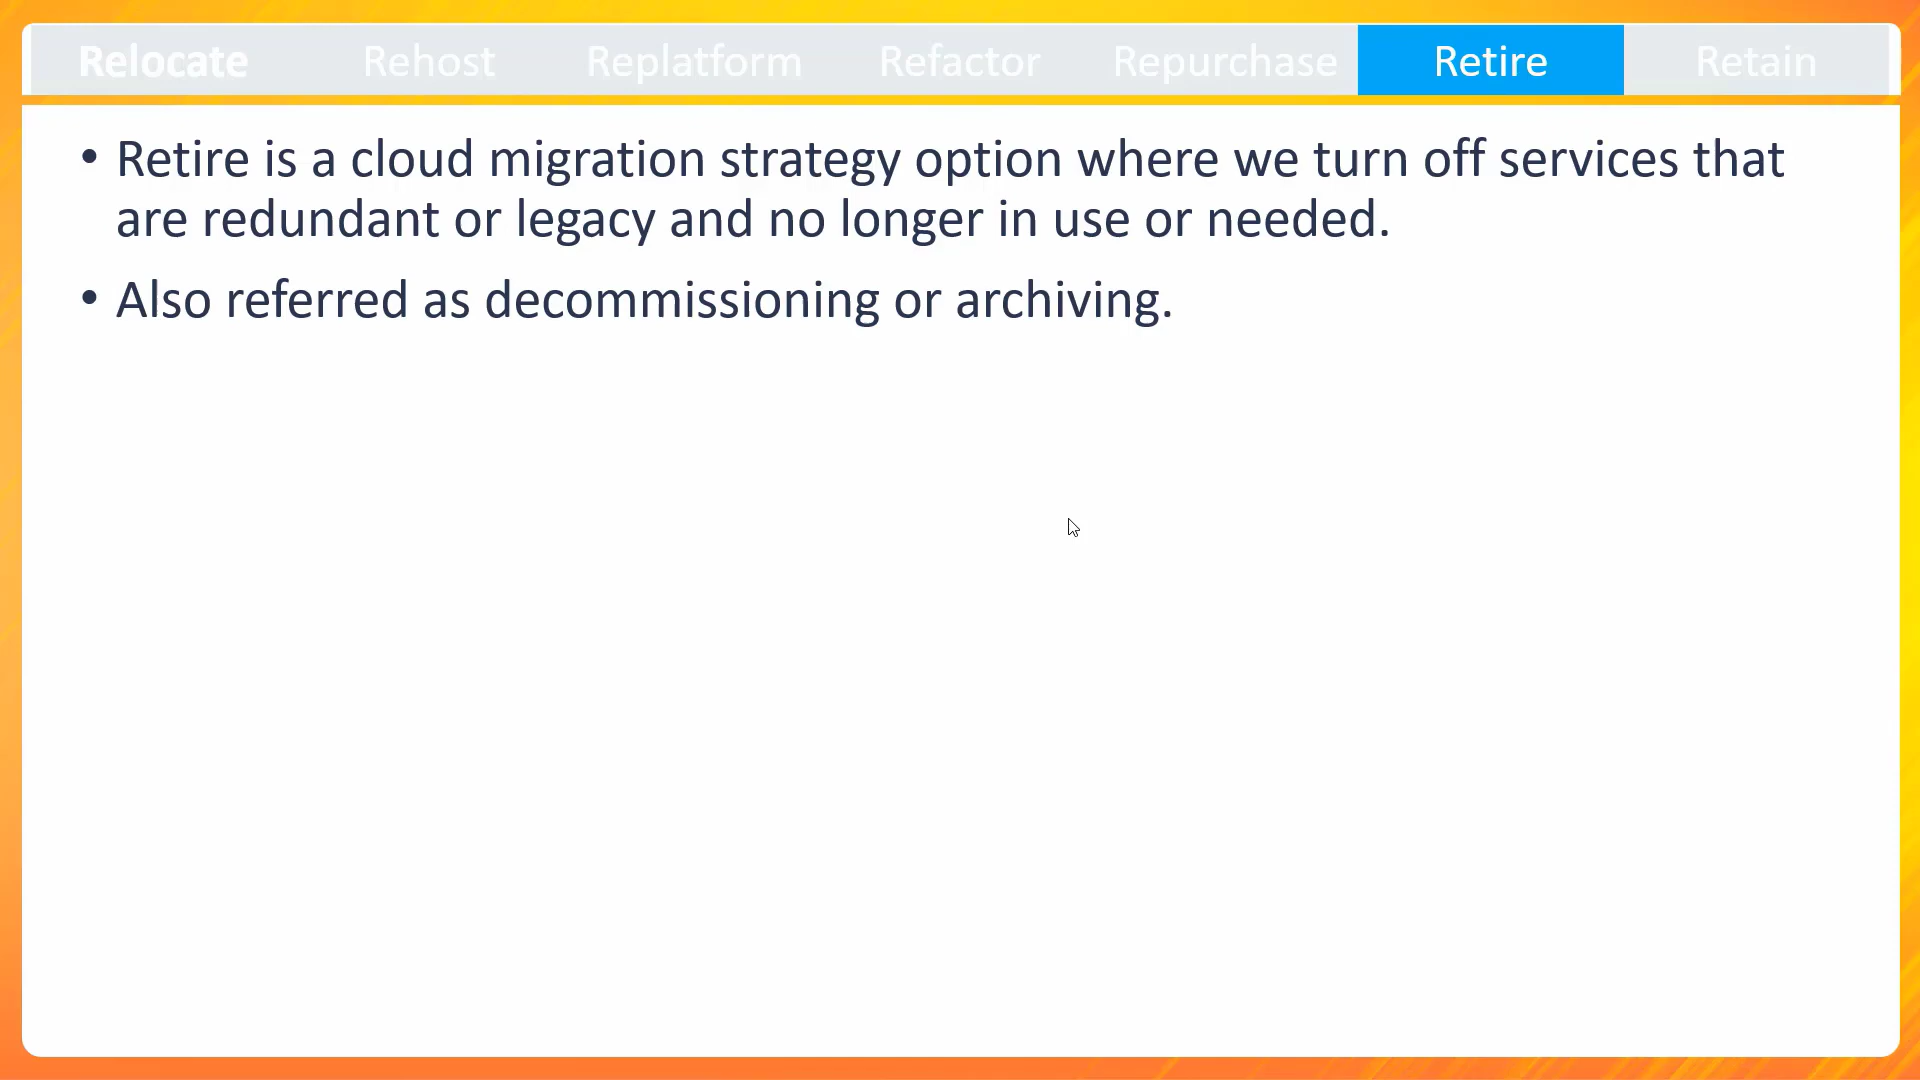 Relocate Rehost Replatform Refactor Repurchase Retire Retain
• Retire is a cloud migration strategy option where we turn off services that
are redundant or legacy and no longer in use or needed.
• Also referred as decommissioning or archiving.